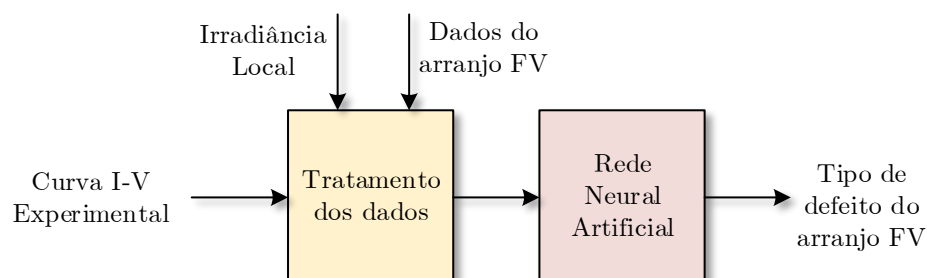 Irradiância
Local
Dados do
arranjo FV
Curva I-V
Experimental
Tratamento
dos dados
Rede
Neural
Artificial
Tipo de
defeito do
arranjo FV